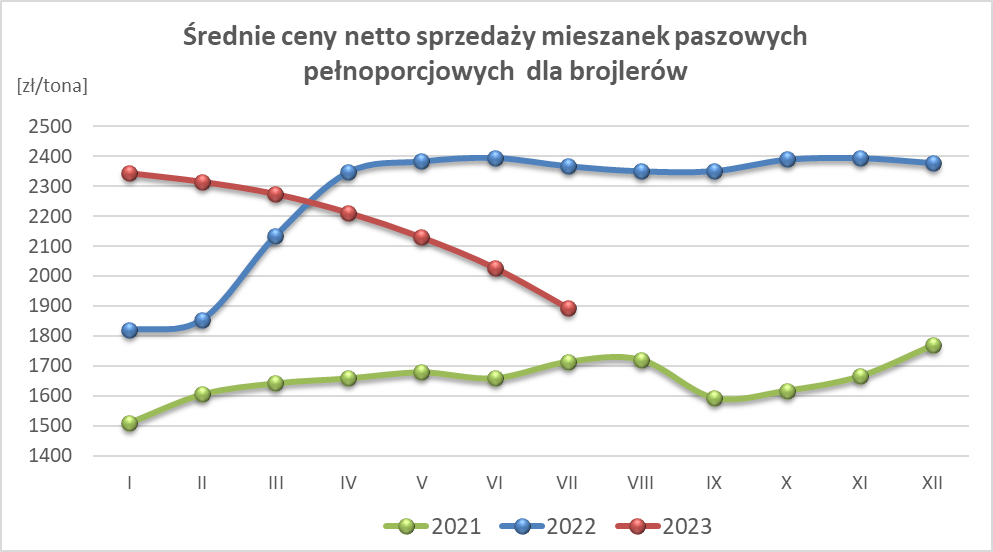 Średnie ceny netto sprzedaży mieszanek paszowych
pełnoporcjowych dla brojlerów
[zł/tona]
2500
2400
2300
2200
2100
2000
1900
1800
1700
1600
1500
1400
I II III IV V VI VII VIII IX X XI XII
2021 2022 2023